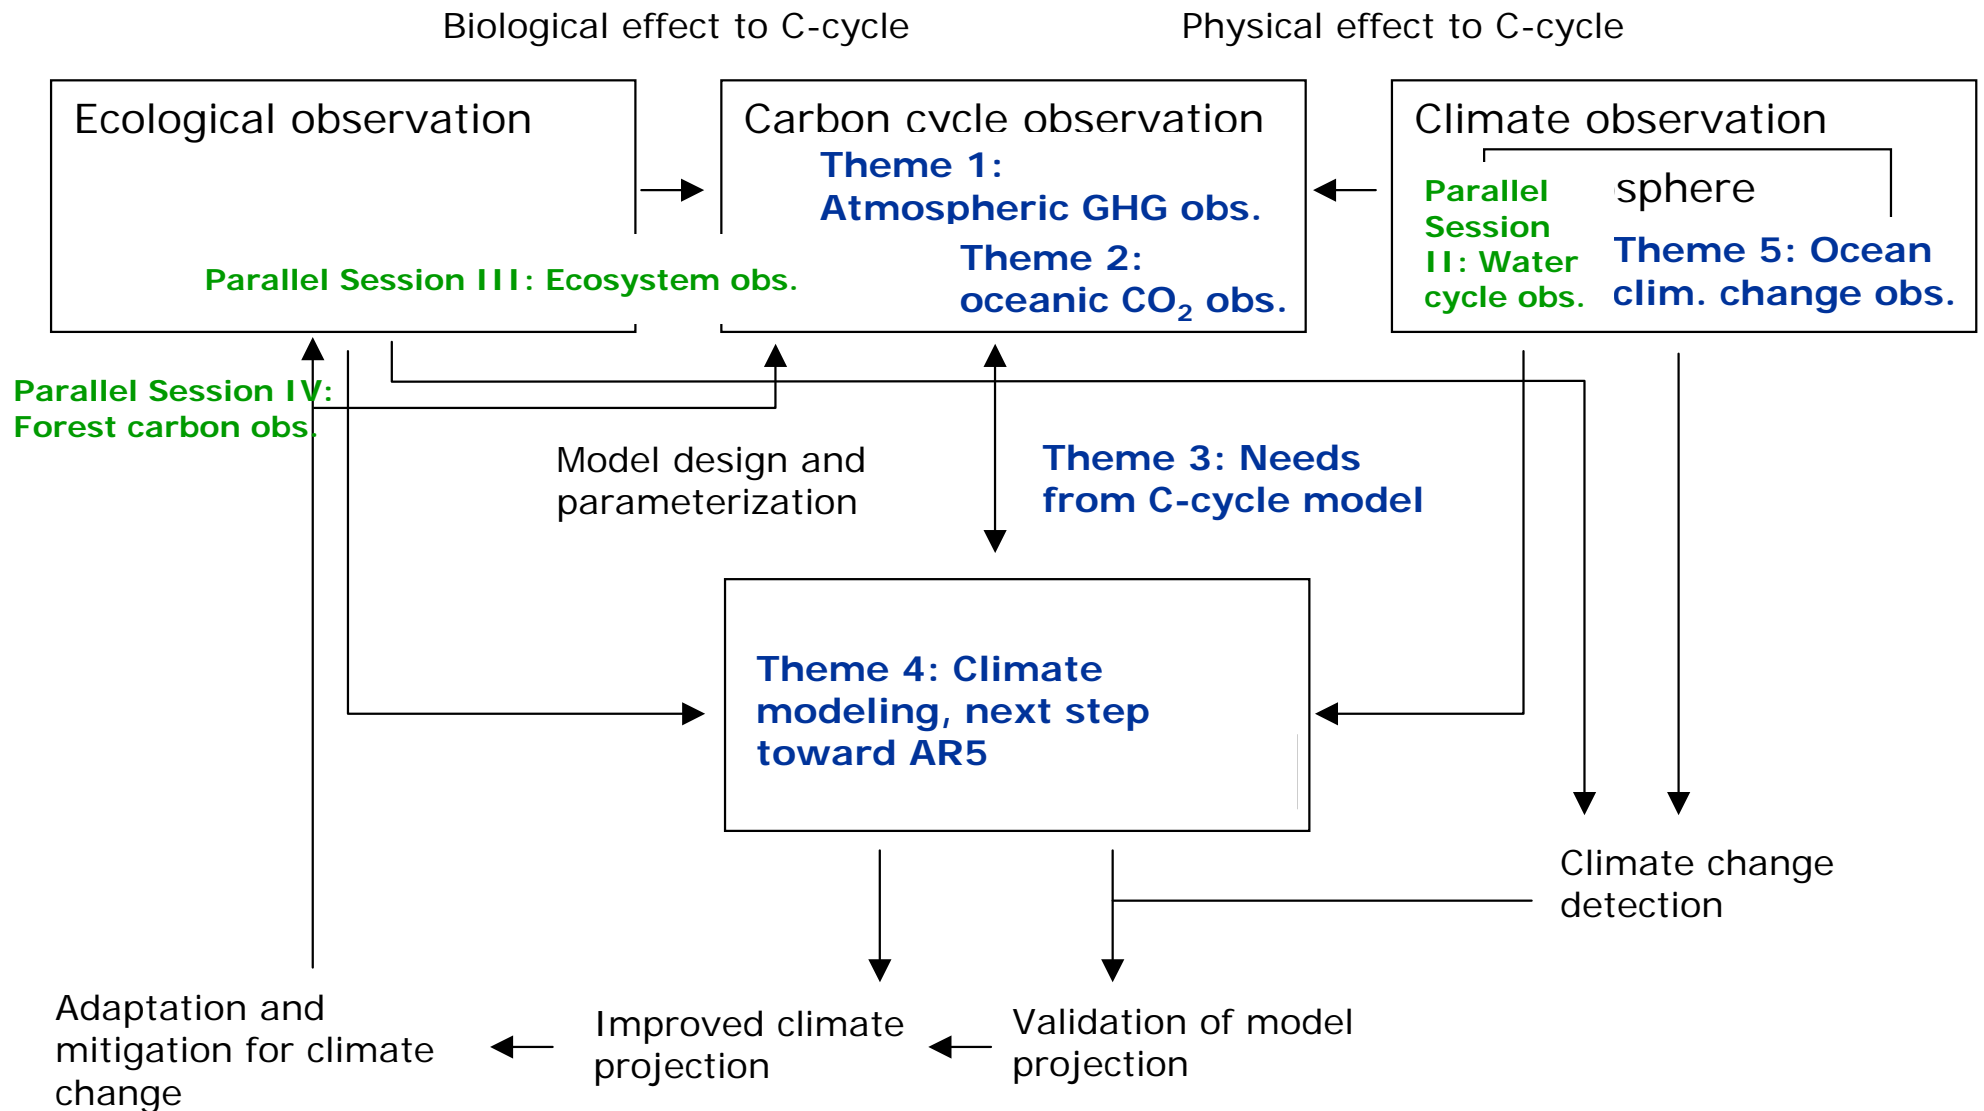 Biological effect to C-cycle
Physical effect to C-cycle
Ecological observation
Parallel Session III: Ecosystem obs.
Carbon cycle observation
Theme 1:
Atmospheric GHG obs.
Theme 2:
oceanic CO₂ obs.
Climate observation
Parallel
Session
II: Water
cycle obs.
sphere
Theme 5: Ocean
clim. change obs.
Parallel Session IV:
Forest carbon obs.
Model design and
parameterization
Theme 3: Needs
from C-cycle model
Theme 4: Climate
modeling, next step
toward AR5
Climate change
detection
Adaptation and
mitigation for climate
change
Improved climate
projection
Validation of model
projection